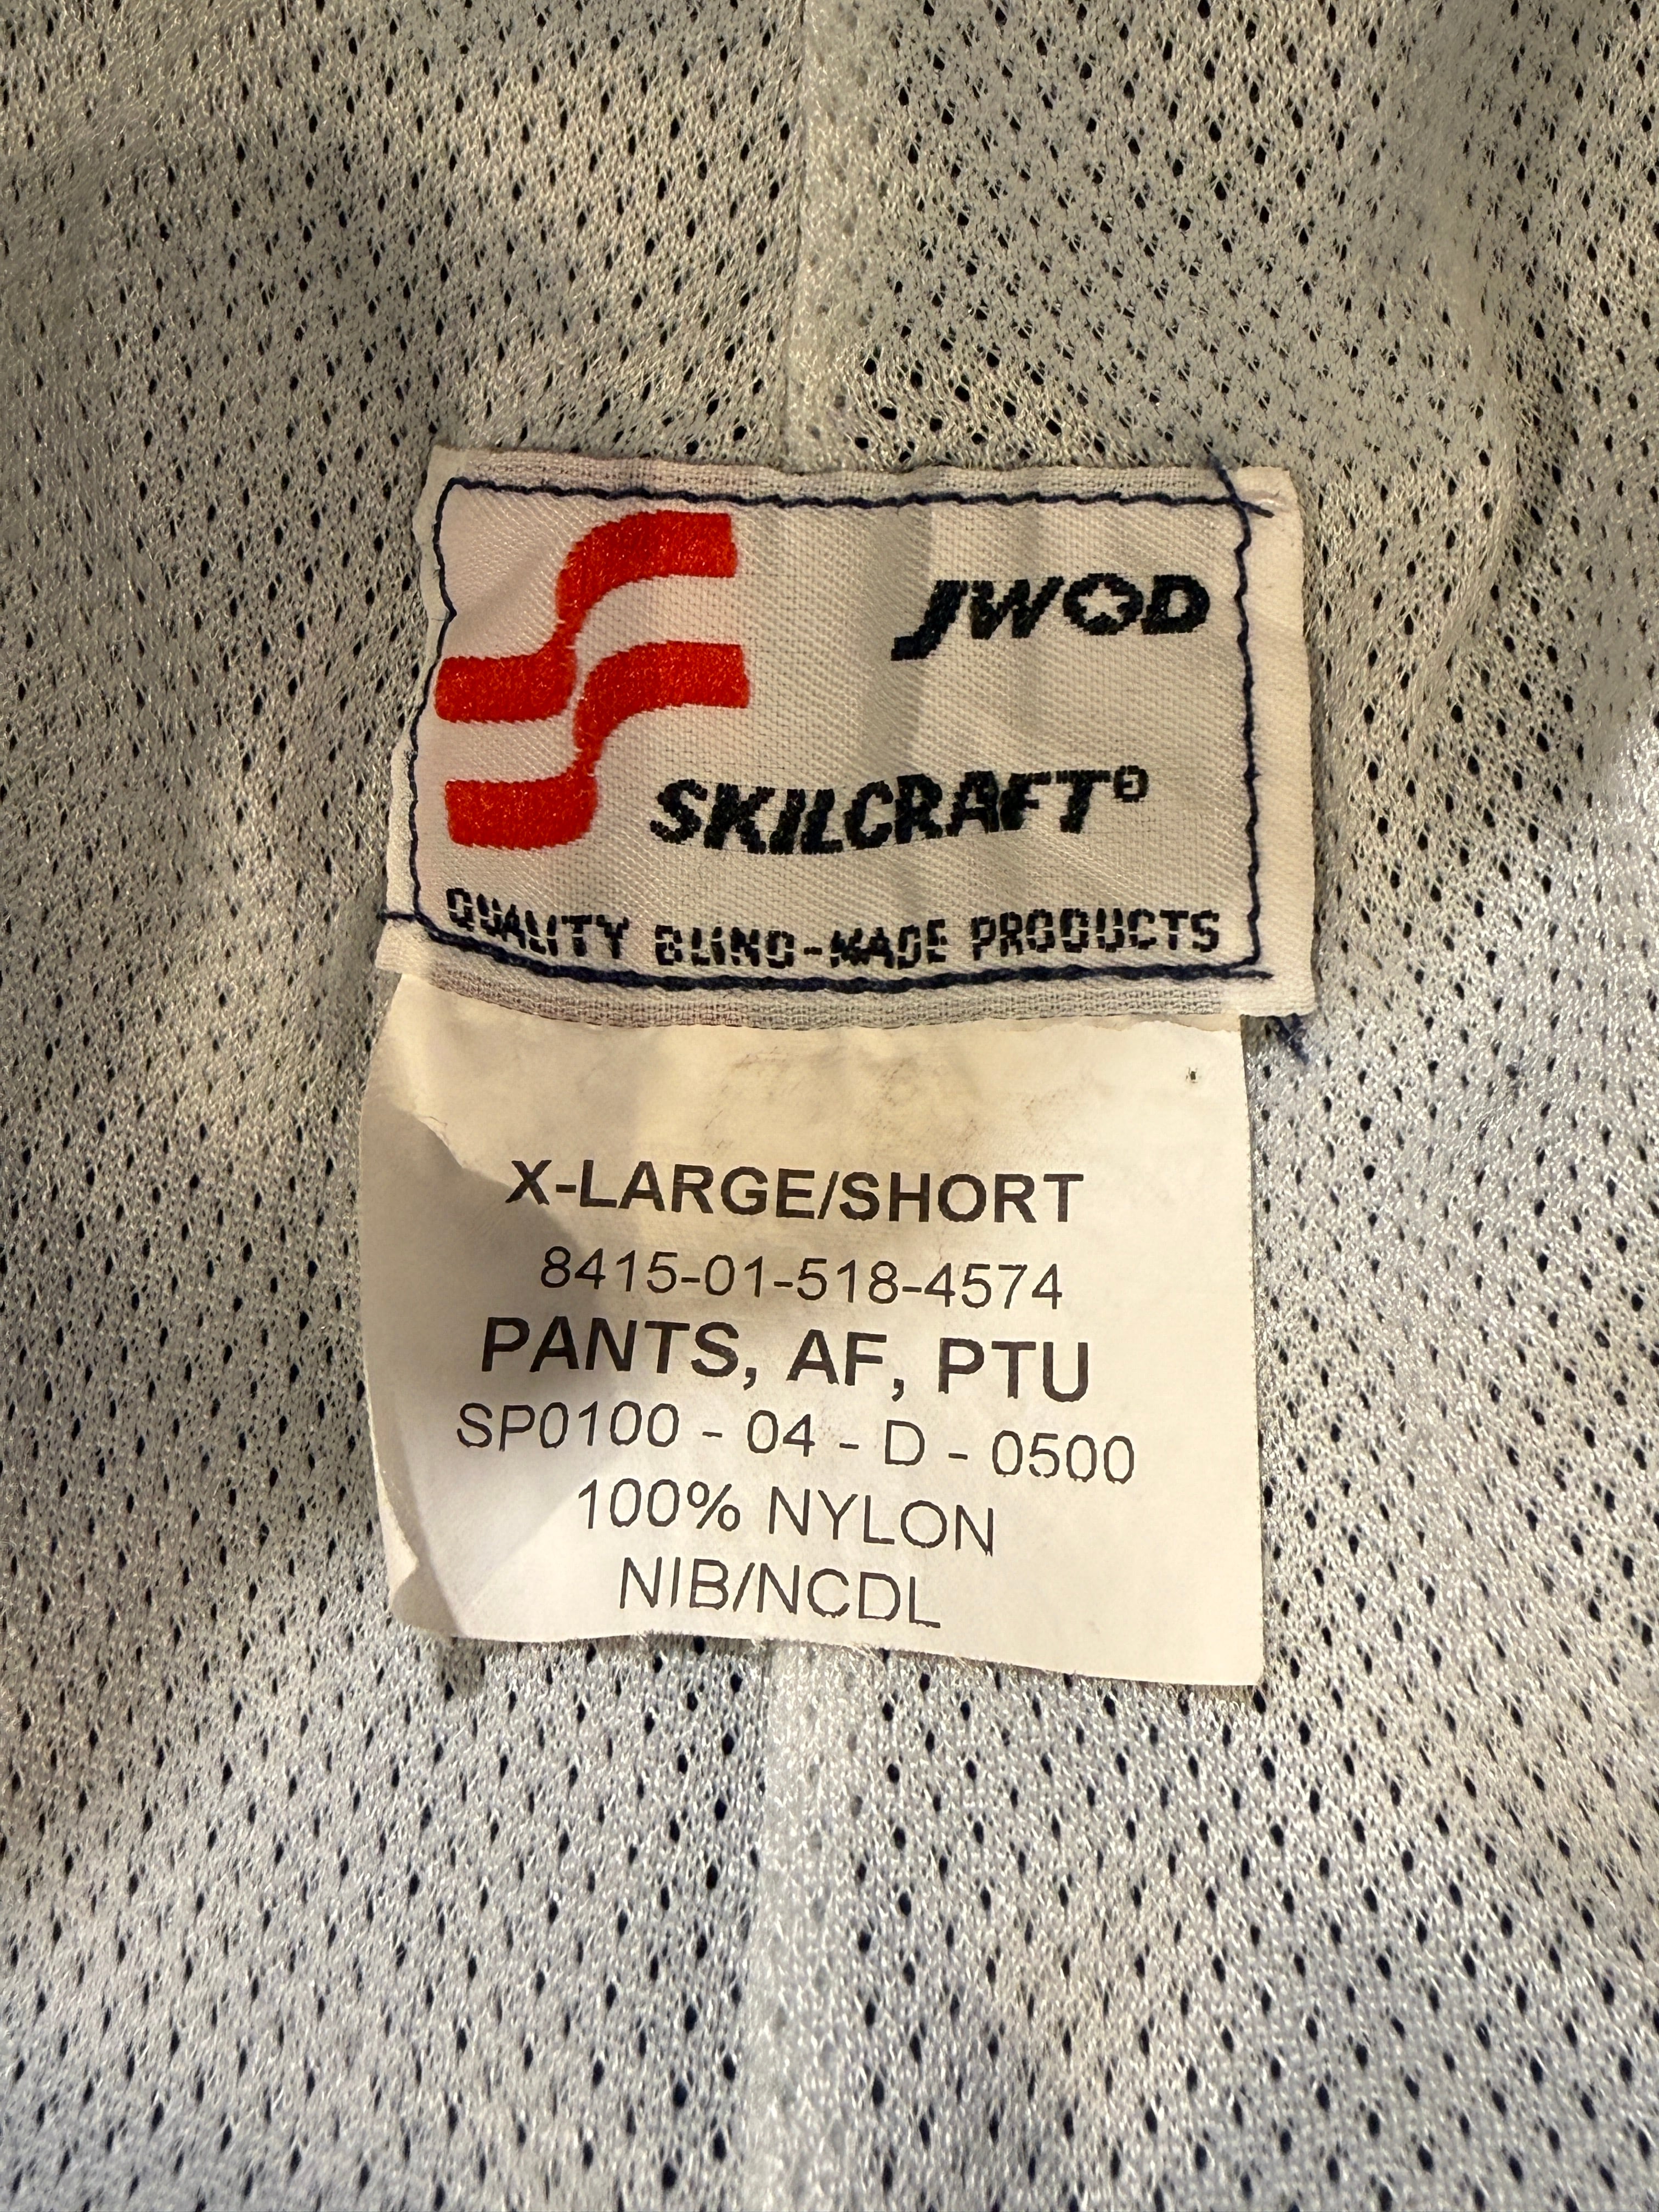 JWOD
SKILCRAFT®
QUALITY BLIND-MADE PRODUCTS
X-LARGE/SHORT
8415-01-518-4574
PANTS, AF, PTU
SP0100 - 04 - D - 0500
100% NYLON
NIB/NCDL